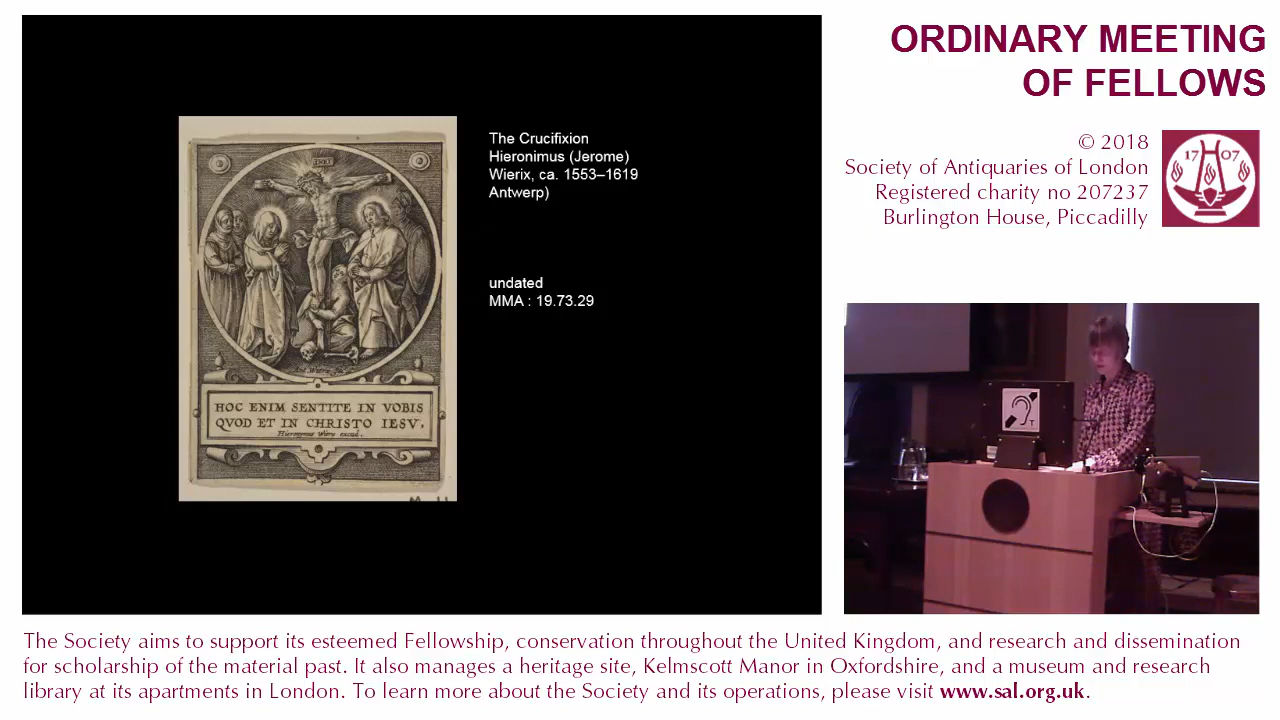 ORDINARY MEETING
OF FELLOWS
© 2018
Society of Antiquaries of London
Registered charity no 207237
Burlington House, Piccadilly
17 07
The Crucifixion
Hieronimus (Jerome)
Wierix, ca. 1553–1619
Antwerp)
undated
MMA : 19.73.29
INRI
HOC ENIM SENTITE IN VOBIS
QVOD ET IN CHRISTO IESV.
T
The Society aims to support its esteemed Fellowship, conservation throughout the United Kingdom, and research and dissemination
for scholarship of the material past. It also manages a heritage site, Kelmscott Manor in Oxfordshire, and a museum and research
library at its apartments in London. To learn more about the Society and its operations, please visit www.sal.org.uk.